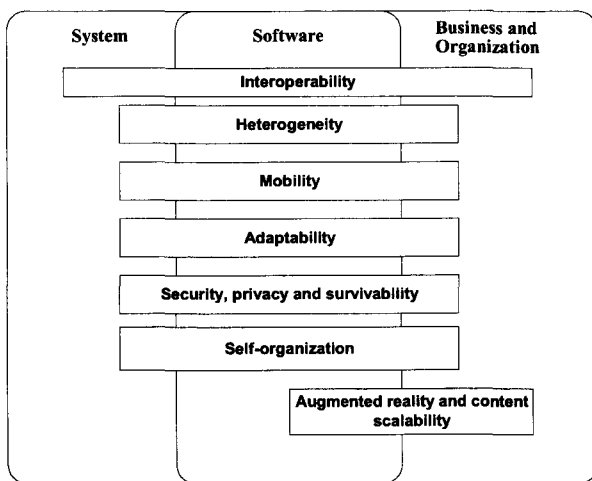 System
Software
Business and
Organization
Interoperability
Heterogeneity
Mobility
Adaptability
Security, privacy and survivability
Self-organization
Augmented reality and content
scalability